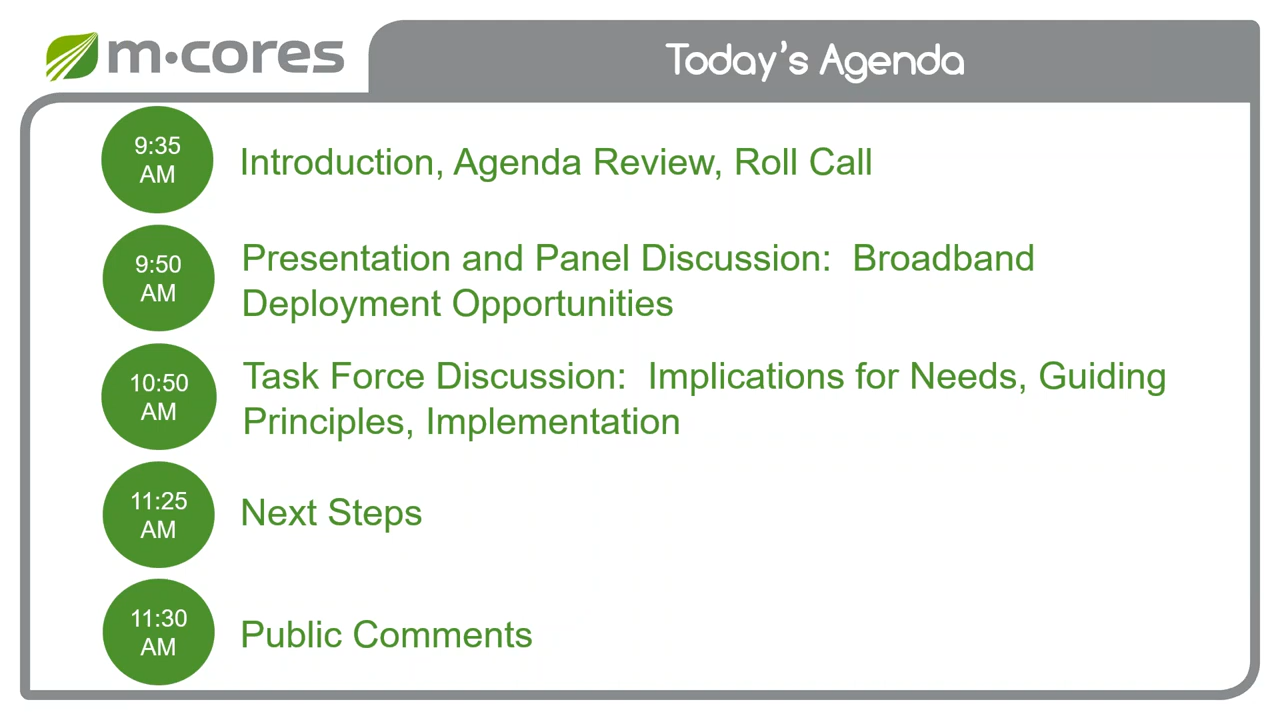 m·cores
Today's Agenda
9:35
AM
Introduction, Agenda Review, Roll Call
9:50
AM
Presentation and Panel Discussion:  Broadband
Deployment Opportunities
10:50
AM
Task Force Discussion:  Implications for Needs, Guiding
Principles, Implementation
11:25
AM
Next Steps
11:30
AM
Public Comments